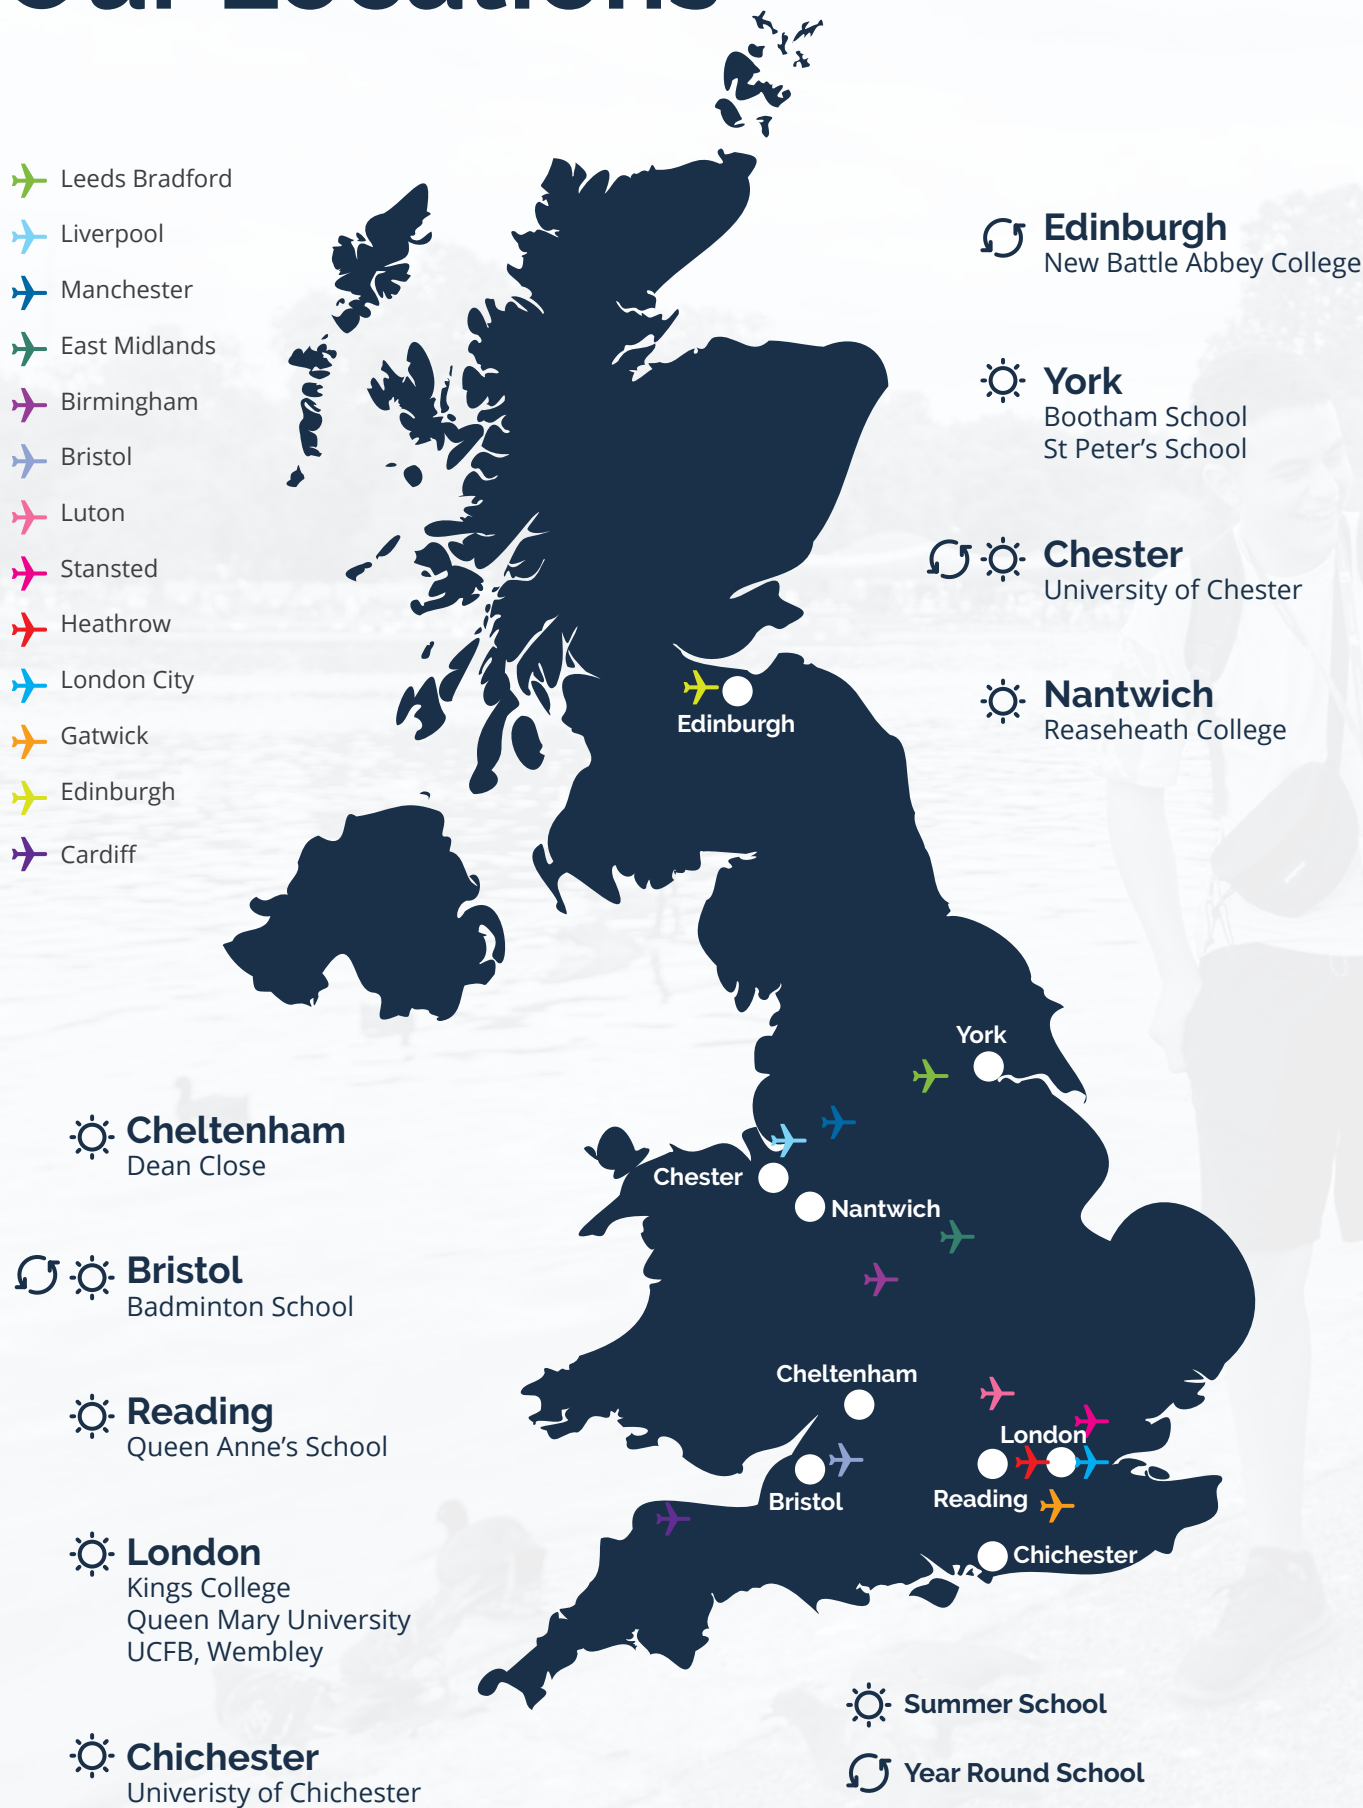 Our Locations
Leeds Bradford
Liverpool
Manchester
East Midlands
Birmingham
Bristol
Luton
Stansted
Heathrow
London City
Gatwick
Edinburgh
Cardiff
Edinburgh
New Battle Abbey College
York
Bootham School
St Peter’s School
Chester
University of Chester
Nantwich
Reaseheath College
Edinburgh
York
Chester
Nantwich
Cheltenham
London
Bristol
Reading
Chichester
Cheltenham
Dean Close
Bristol
Badminton School
Reading
Queen Anne’s School
London
Kings College
Queen Mary University
UCFB, Wembley
Chichester
Univeristy of Chichester
Summer School
Year Round School